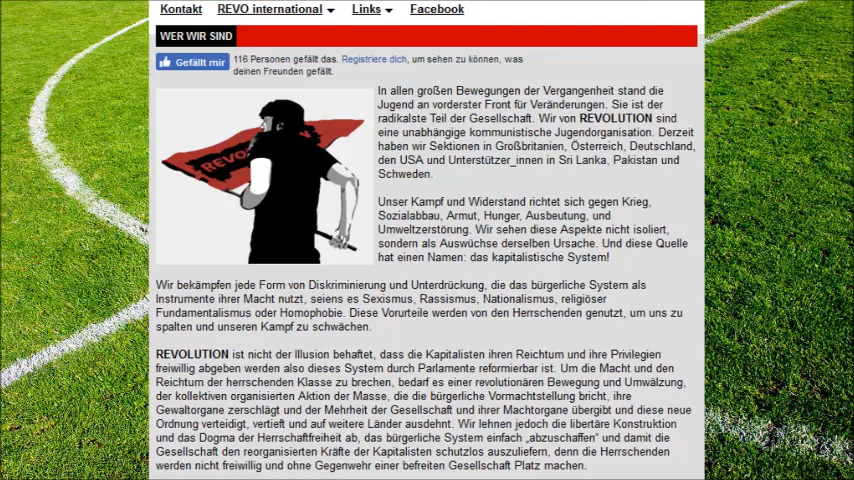 Kontakt REVO international Links Facebook
WER WIR SIND
Gefällt mir 116 Personen gefällt das. Registriere dich, um sehen zu können, was
deinen Freunden gefällt.
In allen großen Bewegungen der Vergangenheit stand die
Jugend an vorderster Front für Veränderungen. Sie ist der
radikalste Teil der Gesellschaft. Wir von REVOLUTION sind
eine unabhängige kommunistische Jugendorganisation. Derzeit
haben wir Sektionen in Großbritanien, Österreich, Deutschland,
den USA und Unterstützer_innen in Sri Lanka, Pakistan und
Schweden.
Unser Kampf und Widerstand richtet sich gegen Krieg,
Sozialabbau, Armut, Hunger, Ausbeutung, und
Umweltzerstörung. Wir sehen diese Aspekte nicht isoliert,
sondern als Auswüchse derselben Ursache. Und diese Quelle
hat einen Namen: das kapitalistische System!
Wir bekämpfen jede Form von Diskriminierung und Unterdrückung, die das bürgerliche System als
Instrumente ihrer Macht nutzt, seiens es Sexismus, Rassismus, Nationalismus, religiöser
Fundamentalismus oder Homophobie. Diese Vorurteile werden von den Herrschenden genutzt, um uns zu
spalten und unseren Kampf zu schwächen.
REVOLUTION ist nicht der Illusion behaftet, dass die Kapitalisten ihren Reichtum und ihre Privilegien
freiwillig abgeben werden also dieses System durch Parlamente reformierbar ist. Um die Macht und den
Reichtum der herrschenden Klasse zu brechen, bedarf es einer revolutionären Bewegung und Umwälzung,
der kollektiven organisierten Aktion der Masse, die die bürgerliche Vormachtstellung bricht, ihre
Gewaltorgane zerschlägt und der Mehrheit der Gesellschaft und ihrer Machtorgane übergibt und diese neue
Ordnung verteidigt, vertieft und auf weitere Länder ausdehnt. Wir lehnen jedoch die libertäre Konstruktion
und das Dogma der Herrschaftfreiheit ab, das bürgerliche System einfach „abzuschaffen“ und damit die
Gesellschaft den reorganisierten Kräfte der Kapitalisten schutzlos auszuliefern, denn die Herrschenden
werden nicht freiwillig und ohne Gegenwehr einer befreiten Gesellschaft Platz machen.